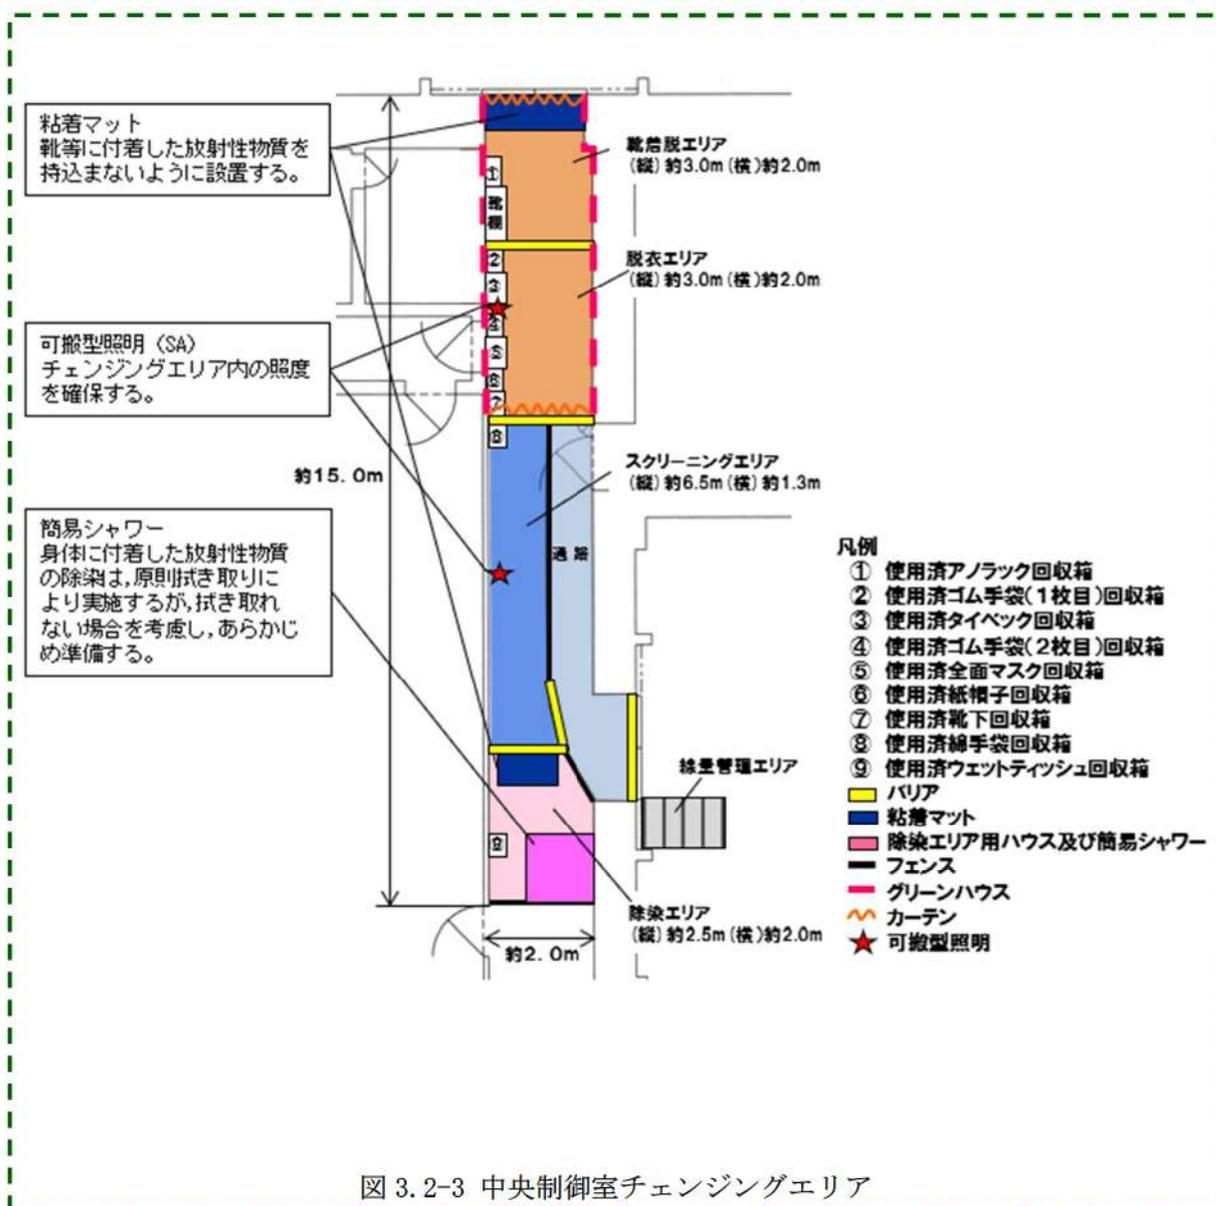 粘着マット
靴等に付着した放射性物質を
持込まないように設置する。
可搬型照明（SA）
チェンジングエリア内の照度
を確保する。
簡易シャワー
身体に付着した放射性物質
の除染は，原則拭き取りに
より実施するが，拭き取れ
ない場合を考慮し，あらかじ
め準備する。
約15.0m
①
靴棚
②
③
④
⑤
⑥
⑦
⑧
⑨
通路
約2.0m
靴着脱エリア
(縦)約3.0m(横)約2.0m
脱衣エリア
(縦)約3.0m(横)約2.0m
スクリーニングエリア
(縦)約6.5m(横)約1.3m
線量管理エリア
除染エリア
(縦)約2.5m(横)約2.0m
凡例
① 使用済アノラック回収箱
② 使用済ゴム手袋(1枚目)回収箱
③ 使用済タイベック回収箱
④ 使用済ゴム手袋(2枚目)回収箱
⑤ 使用済全面マスク回収箱
⑥ 使用済紙帽子回収箱
⑦ 使用済靴下回収箱
⑧ 使用済綿手袋回収箱
⑨ 使用済ウェットティッシュ回収箱
バリア
粘着マット
除染エリア用ハウス及び簡易シャワー
フェンス
グリーンハウス
カーテン
可搬型照明
図 3.2-3 中央制御室チェンジングエリア